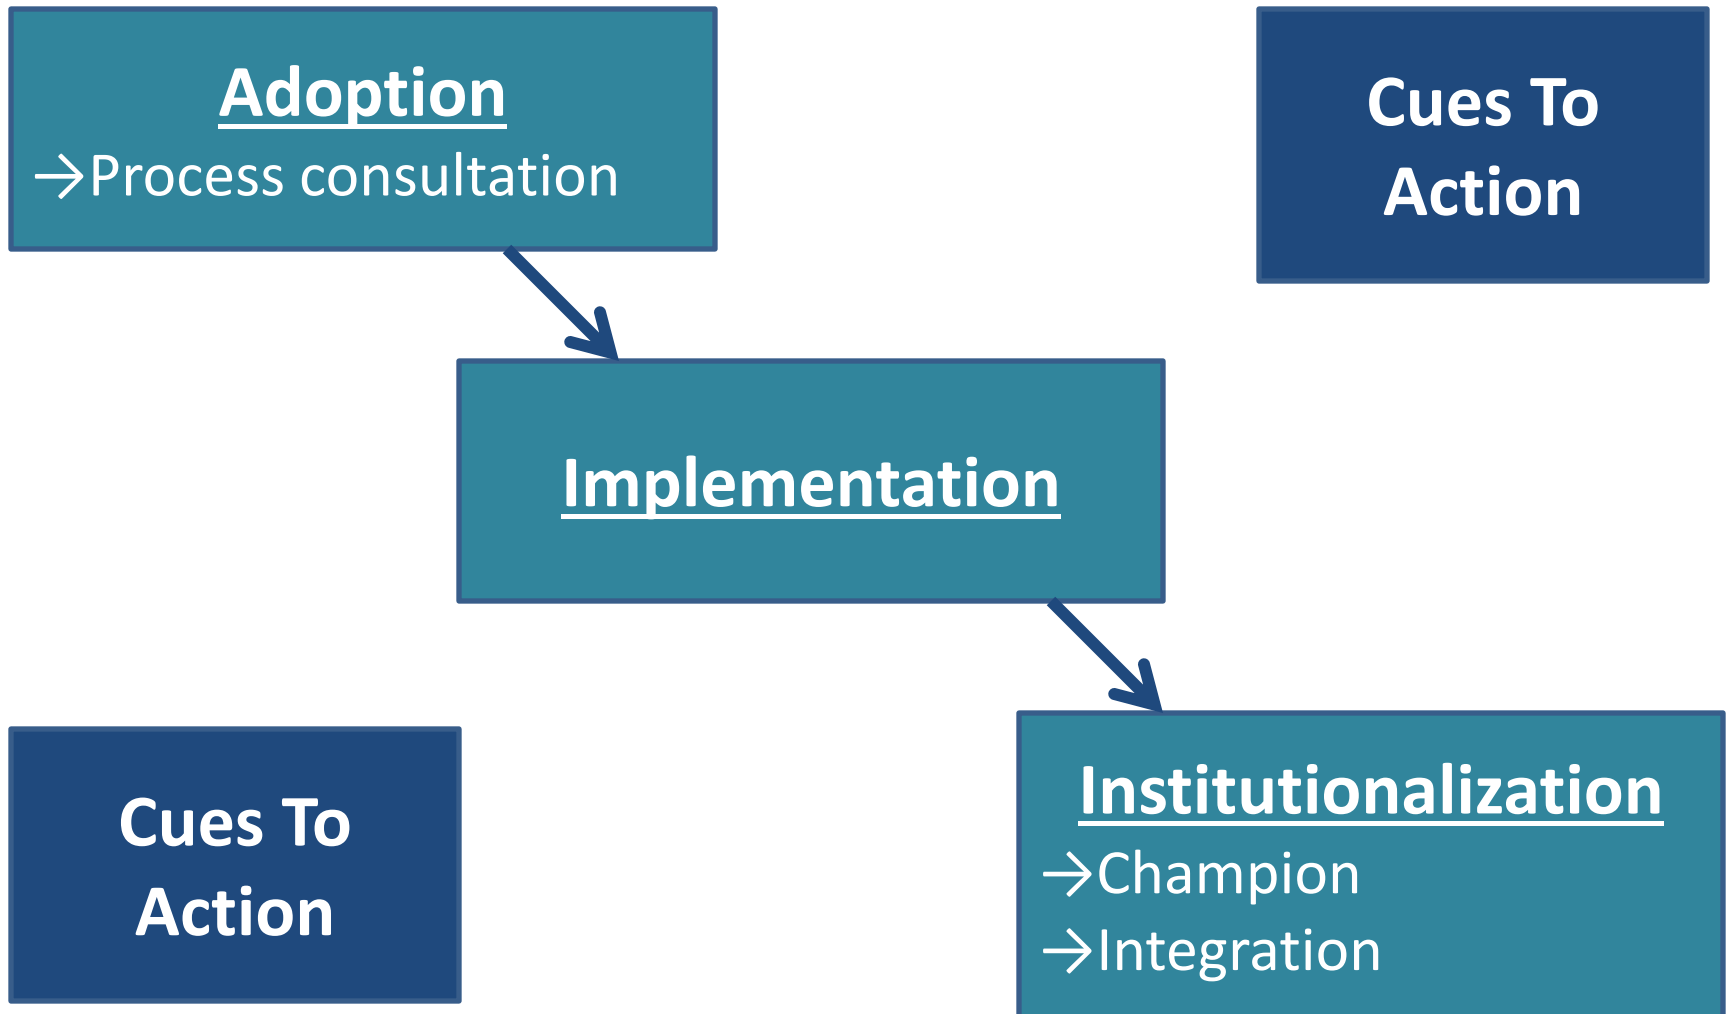 Adoption
→Process consultation
Cues To
Action
Implementation
Cues To
Action
Institutionalization
→Champion
→Integration